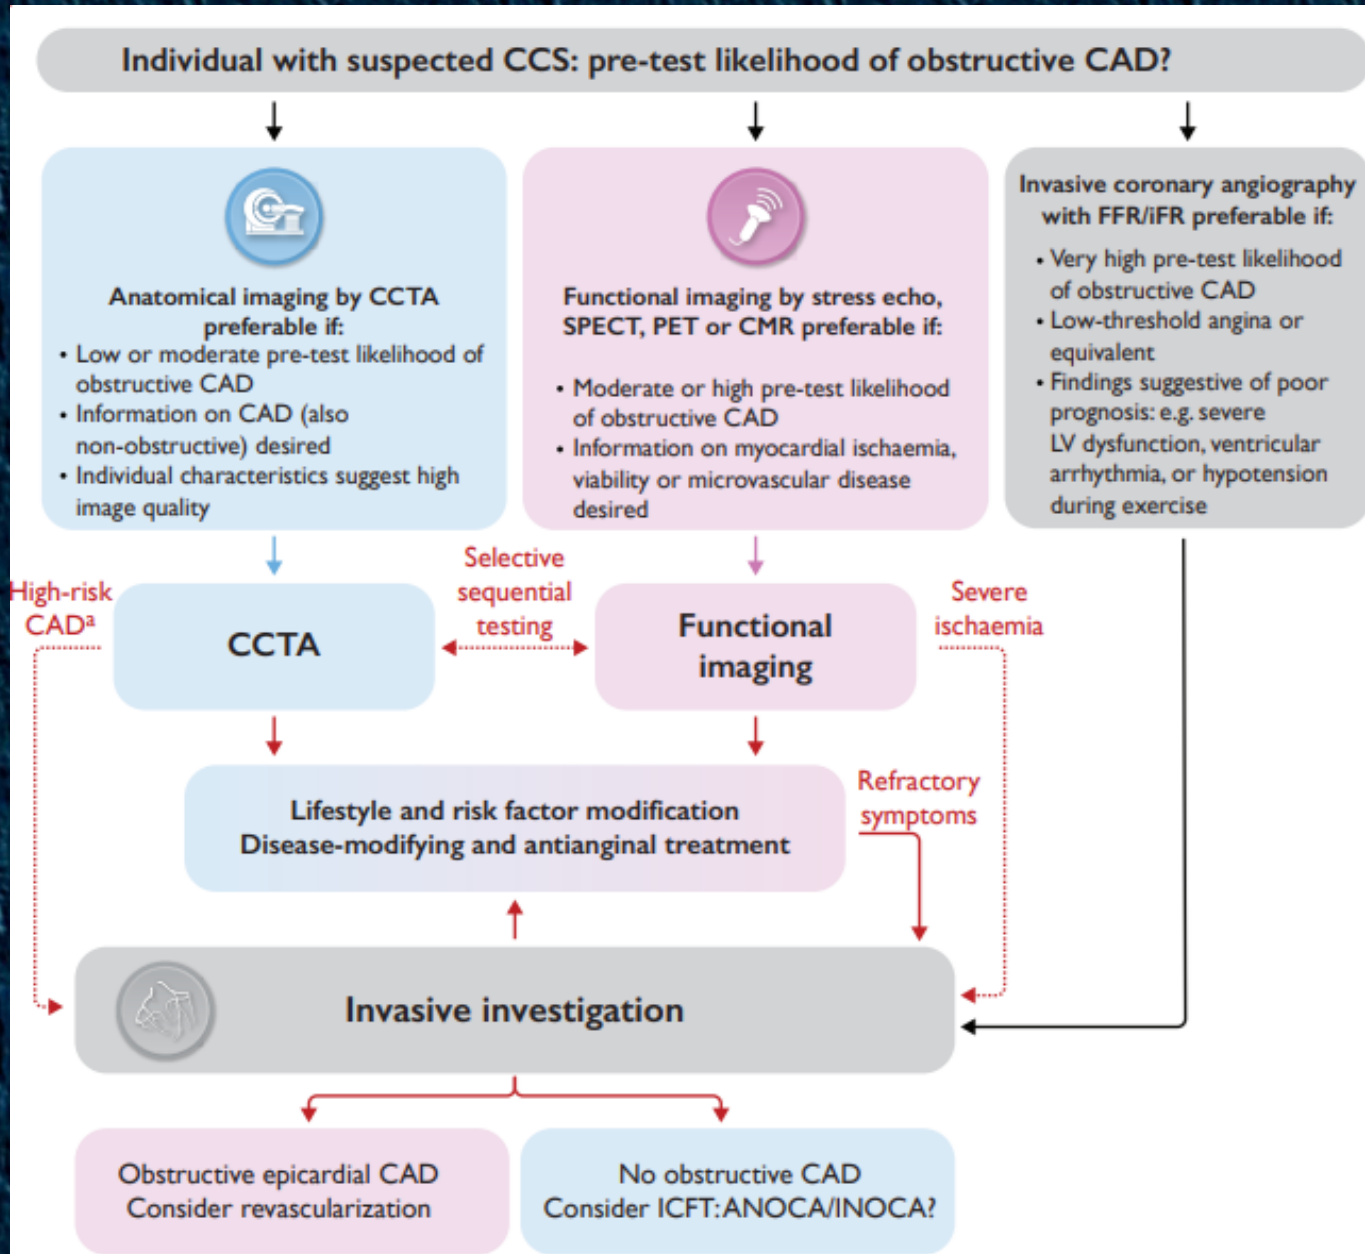 Individual with suspected CCS: pre-test likelihood of obstructive CAD?
Anatomical imaging by CCTA
preferable if:
• Low or moderate pre-test likelihood of
obstructive CAD
• Information on CAD (also
non-obstructive) desired
• Individual characteristics suggest high
image quality
Functional imaging by stress echo,
SPECT, PET or CMR preferable if:
• Moderate or high pre-test likelihood
of obstructive CAD
• Information on myocardial ischaemia,
viability or microvascular disease
desired
Invasive coronary angiography
with FFR/iFR preferable if:
• Very high pre-test likelihood
of obstructive CAD
• Low-threshold angina or
equivalent
• Findings suggestive of poor
prognosis: e.g. severe
LV dysfunction, ventricular
arrhythmia, or hypotension
during exercise
High-risk
CADᵃ
CCTA
Selective
sequential
testing
Functional
imaging
Severe
ischaemia
Lifestyle and risk factor modification
Disease-modifying and antianginal treatment
Refractory
symptoms
Invasive investigation
Obstructive epicardial CAD
Consider revascularization
No obstructive CAD
Consider ICFT: ANOCA/INOCA?